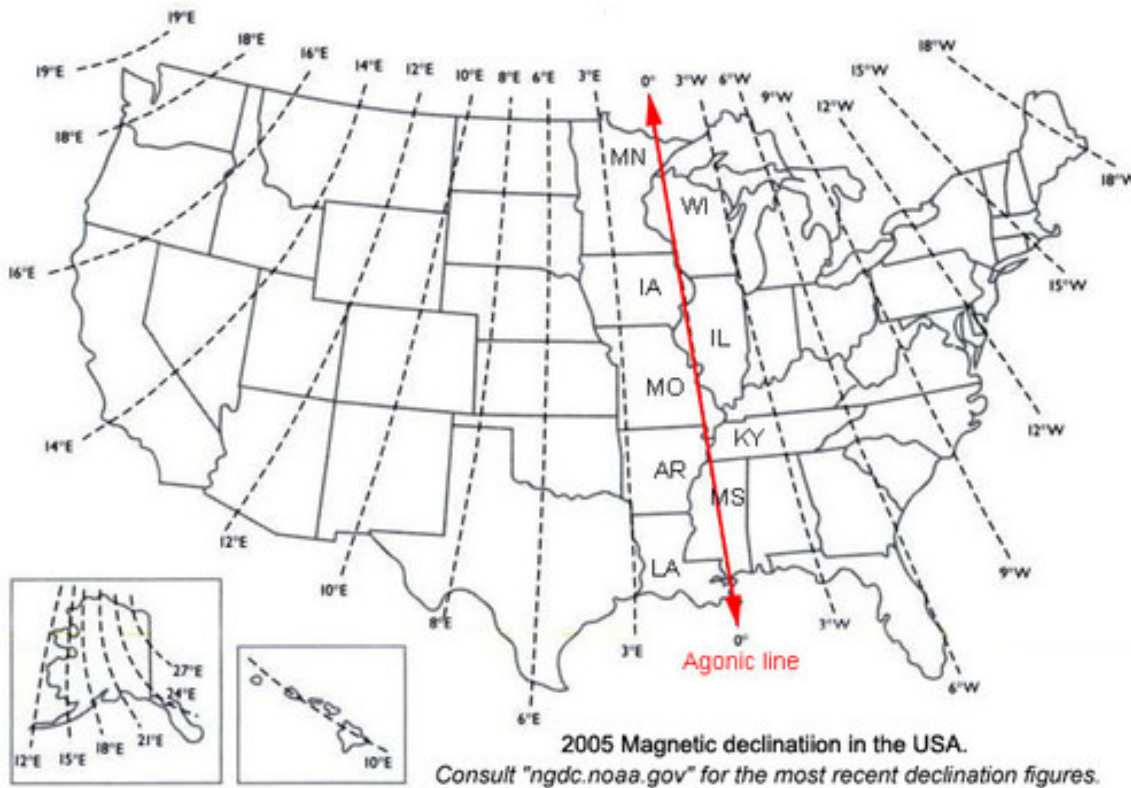 19°E
18°E
16°E
14°E
12°E
10°E
8°E
6°E
3°E
0°
3°W
6°W
9°W
12°W
15°W
18°W
19°E
18°E
MN
18°W
WI
16°E
15°W
IA
IL
MO
14°E
KY
12°W
AR
MS
12°E
LA
9°W
10°E
8°E
3°E
0°
3°W
Agonic line
6°W
6°E
27°E
24°E
21°E
18°E
15°E
12°E
10°E
2005 Magnetic declinatiion in the USA.
Consult "ngdc.noaa.gov" for the most recent declination figures.